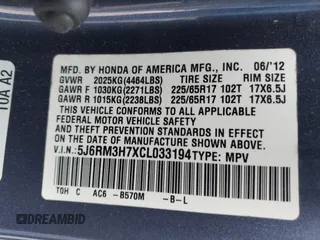 MFD. BY HONDA OF AMERICA MFG., INC. 06/'12
GVWR 2025KG(4464LBS) TIRE SIZE RIM SIZE
GAWR F 1030KG(2271LBS) 225/65R17 102T 17X6.5J
GAWR R 1015KG(2238LBS) 225/65R17 102T 17X6.5J
THIS VEHICLE CONFORMS TO ALL APPLICABLE
FEDERAL MOTOR VEHICLE SAFETY
STANDARDS IN EFFECT ON THE
DATE OF MANUFACTURE SHOWN ABOVE.
V.I.N.: 5J6RM3H7XCL033194 TYPE: MPV
TOH C AC6 -B570M -B-L
10A A2
DREAMBID